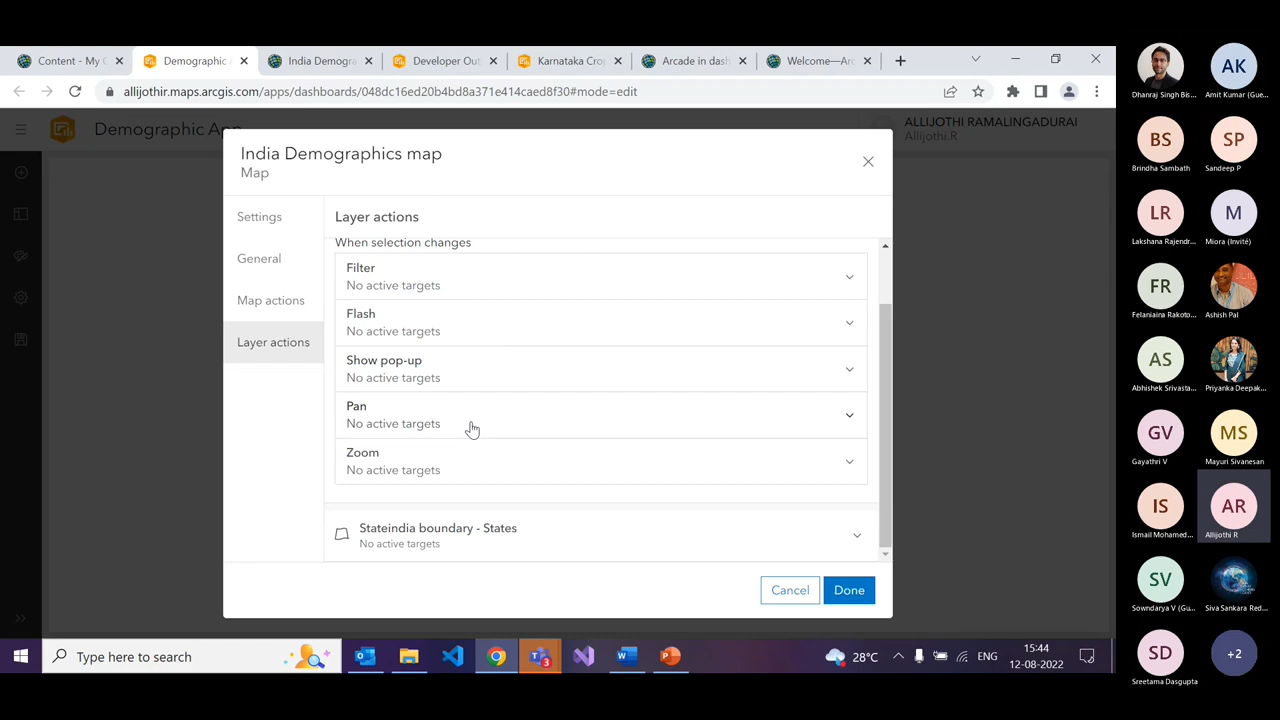 Content - My C
Demographic A
India Demogra
Developer Out
Karnataka Cro
Arcade in dash
Welcome—Arc
allijothir.maps.arcgis.com/apps/dashboards/048dc16ed20b4bd8a371e414caed8f30#mode=edit
Demographic App
ALLIJOTHI RAMALINGADURAI
Allijothi.R
India Demographics map
Map
Settings
General
Map actions
Layer actions
Layer actions
When selection changes
Filter
No active targets
Flash
No active targets
Show pop-up
No active targets
Pan
No active targets
Zoom
No active targets
Stateindia boundary - States
No active targets
Cancel
Done
Type here to search
3
28°C
ENG
15:44
12-08-2022
Dhanraj Singh Bis...
AK
Amit Kumar (Gue...
BS
Brindha Sambath
SP
Sandeep P
LR
Lakshana Rajendr...
M
Miora (Invité)
FR
Felaniaina Rakoto...
Ashish Pal
AS
Abhishek Srivasta...
Priyanka Deepak...
GV
Gayathri V
MS
Mayuri Sivanesan
IS
Ismail Mohamed...
AR
Allijothi R
SV
Sowndarya V (Gu...
Siva Sankara Red...
SD
Sreetama Dasgupta
+2